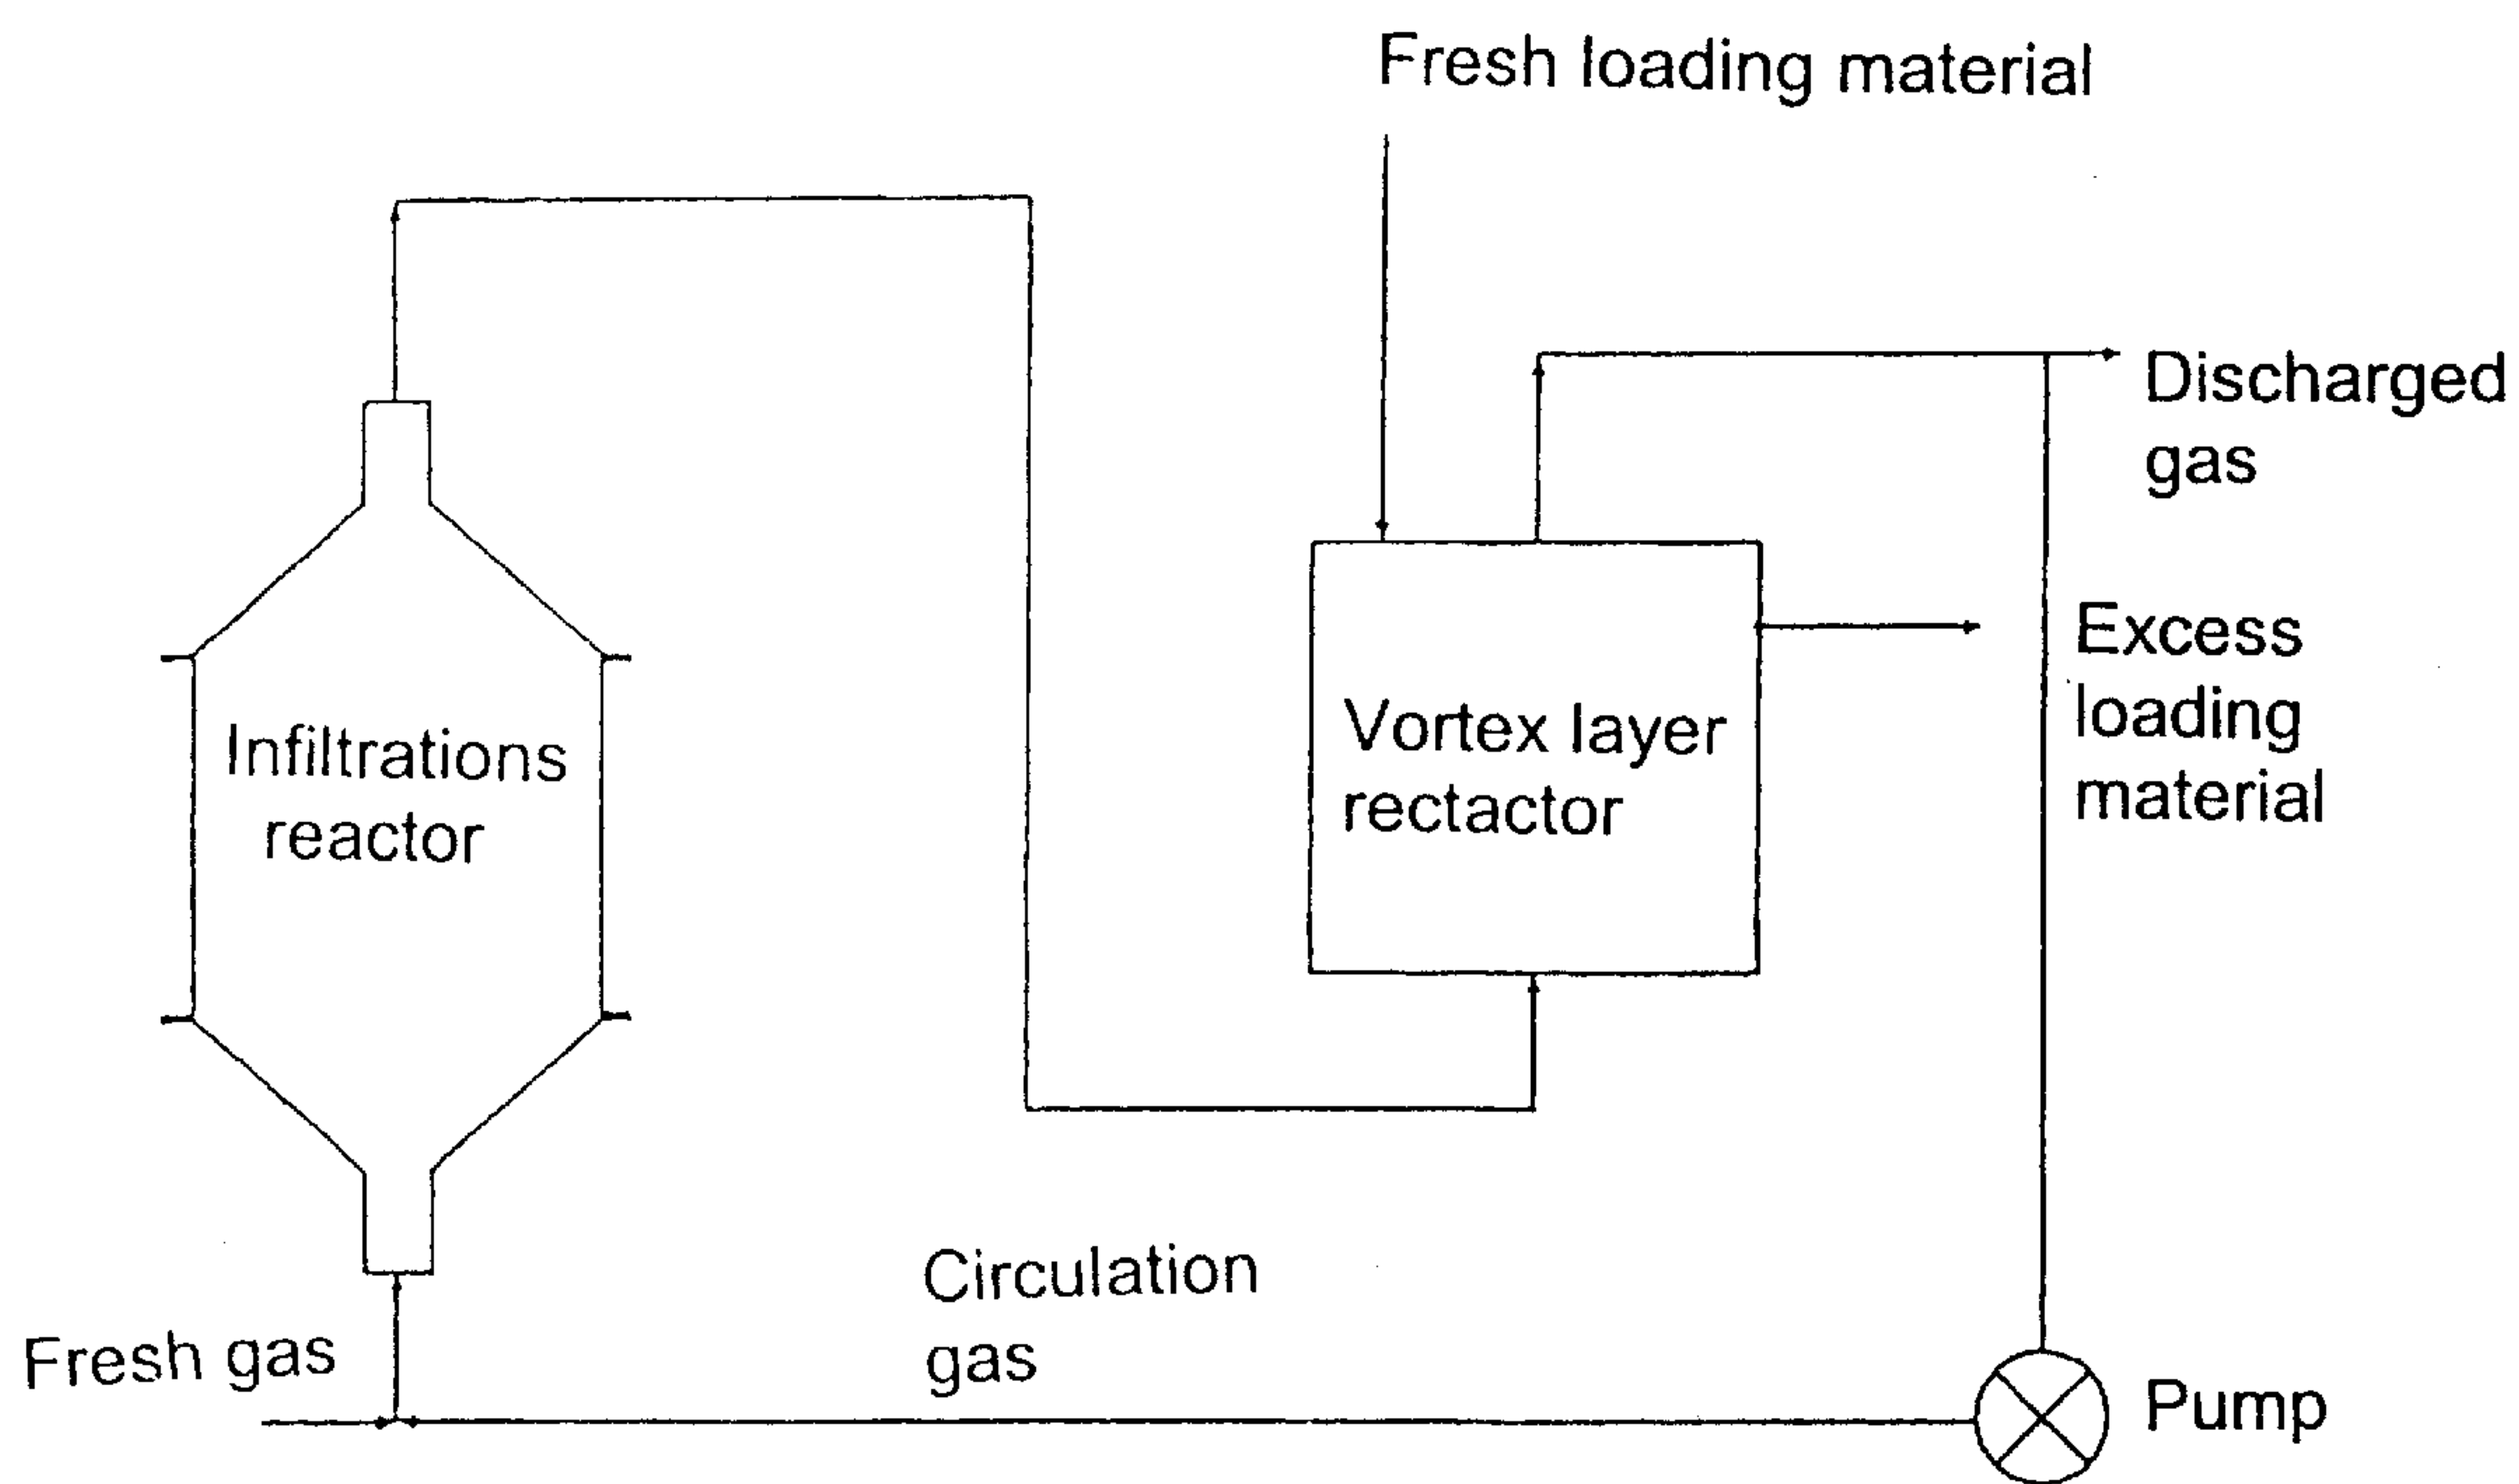 Fresh loading material
Discharged
gas
Excess
loading
material
Vortex layer
rectactor
Infiltrations
reactor
Circulation
gas
Fresh gas
Pump